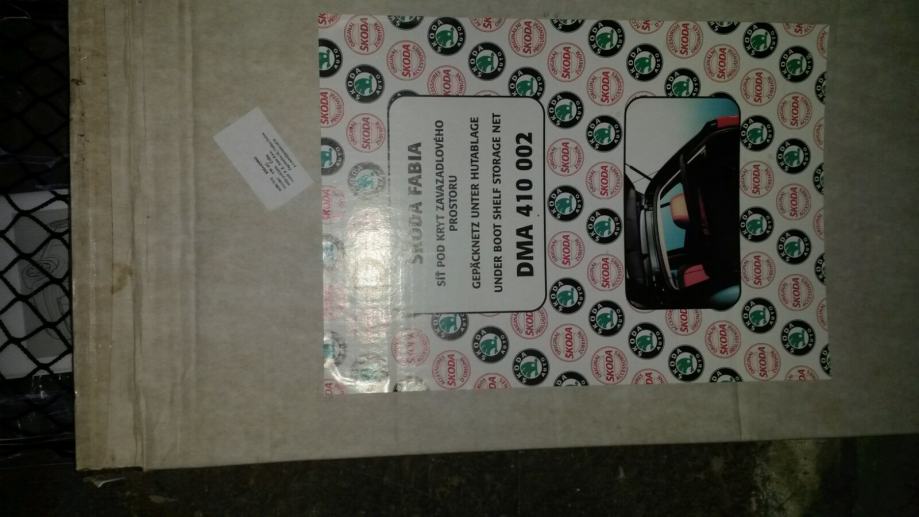 ŠKODA FABIA
SÍŤ POD KRYT ZAVAZADLOVÉHO
PROSTORU
GEPÄCKNETZ UNTER HUTABLAGE
UNDER BOOT SHELF STORAGE NET
DMA 410 002